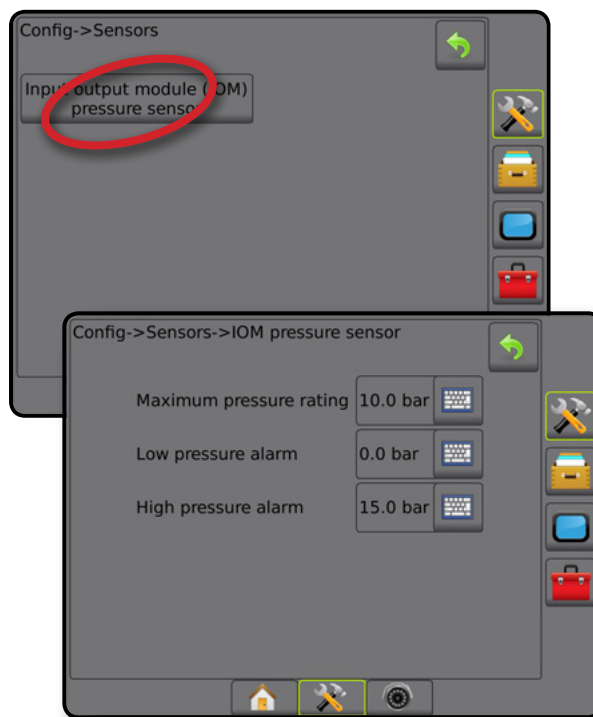 Config->Sensors
Input output module (IOM)
pressure sensor
Config->Sensors->IOM pressure sensor
Maximum pressure rating 10.0 bar
Low pressure alarm 0.0 bar
High pressure alarm 15.0 bar